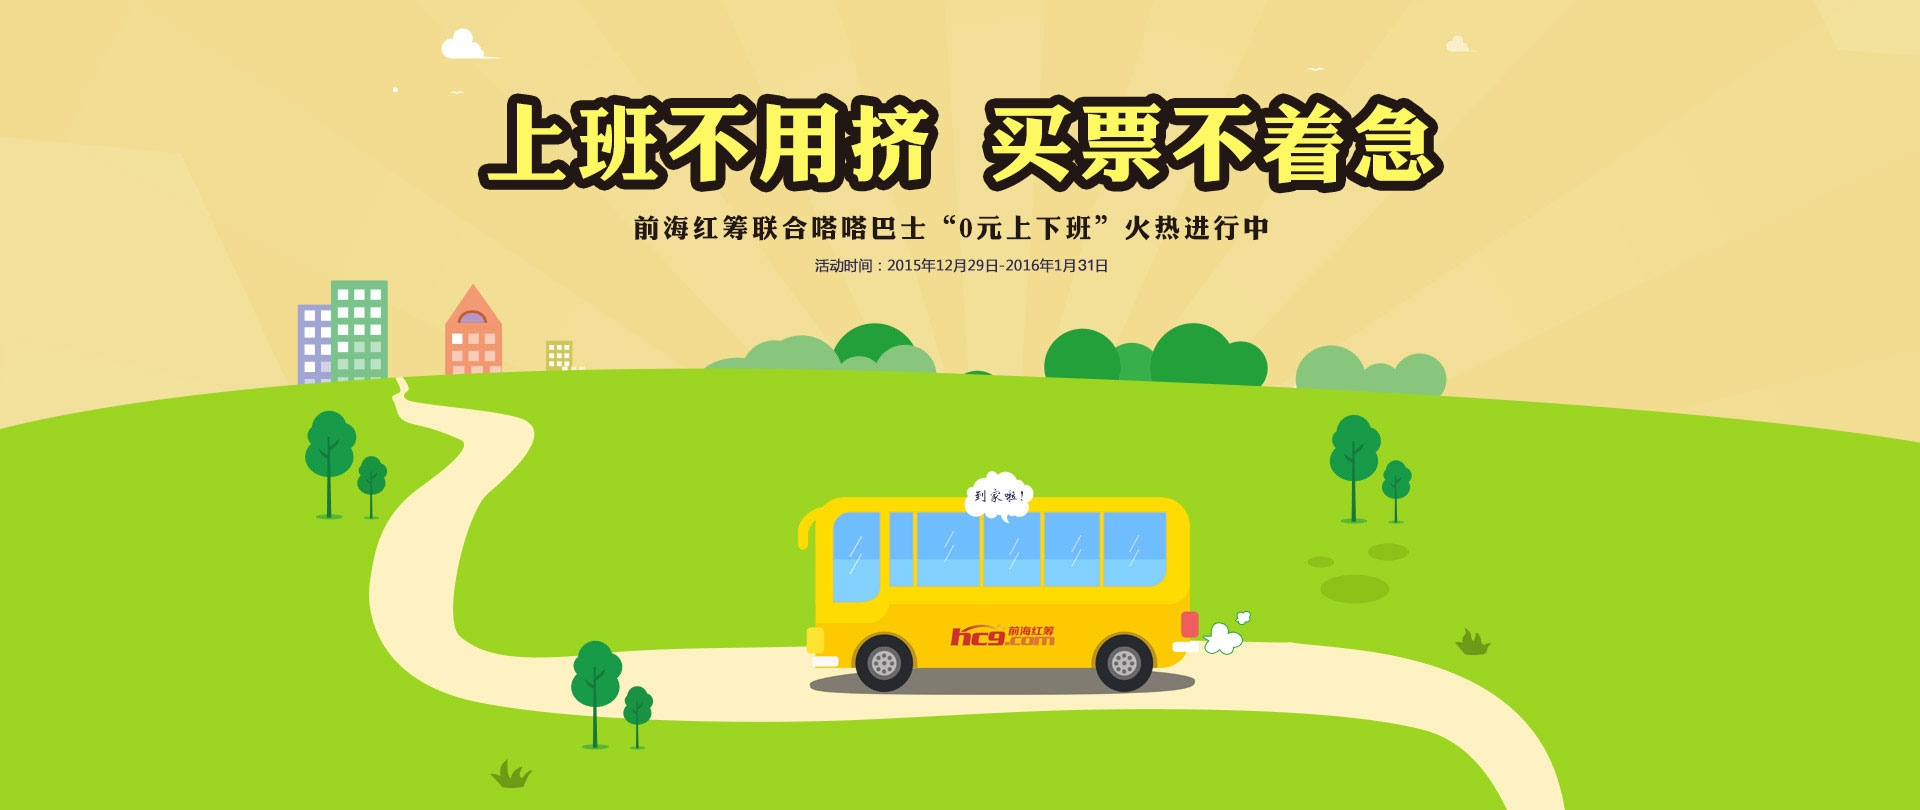 上班不用挤 买票不着急
前海红筹联合嗒嗒巴士“0元上下班”火热进行中
活动时间：2015年12月29日-2016年1月31日
到家啦！
hc9.com 前海红筹